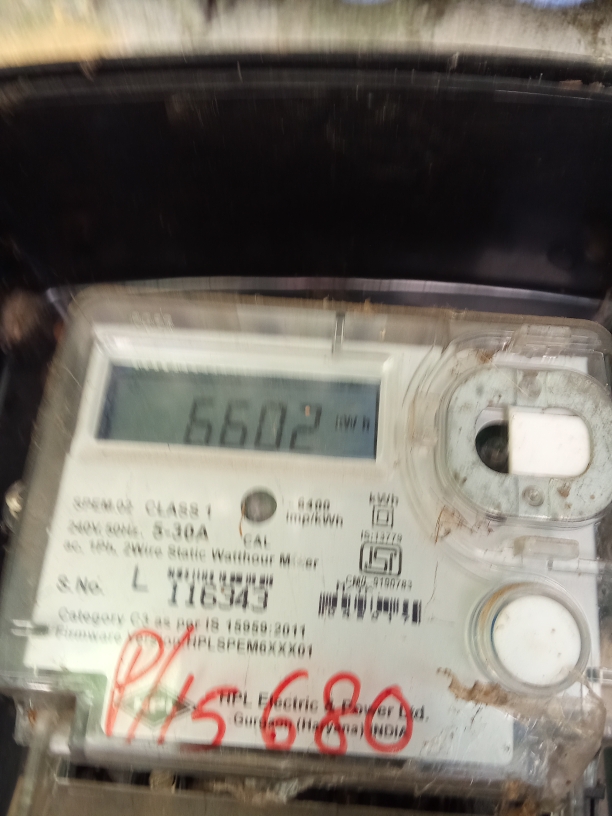 6602 kWh
SPEM-02 CLASS 1
6400
imp/kWh
kWh
240V, 50Hz, 5-30A
CAL
ac, 1Ph, 2Wire Static Watthour Meter
IS:13779
S.No. L 116343
Category C3 as per IS 15959:2011
Firmware HPLSPEM6XXX01
HPL Electric & Power Ltd.
Gurgaon (Haryana) INDIA
P/15680